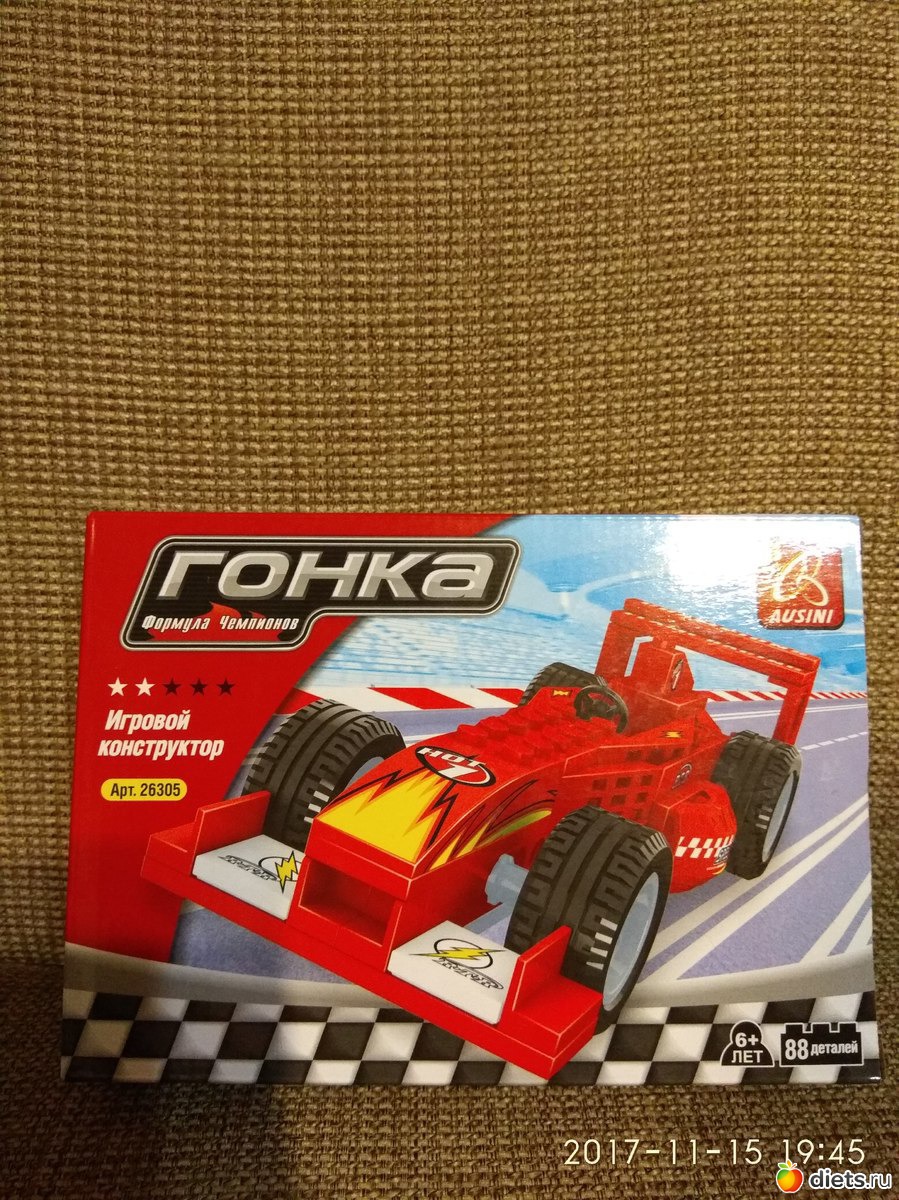 ГОНКА
Формула Чемпионов
AUSINI
Игровой
конструктор
Арт. 26305
HOT
6+
ЛЕТ
88 деталей
2017-11-15 19:45
diets.ru